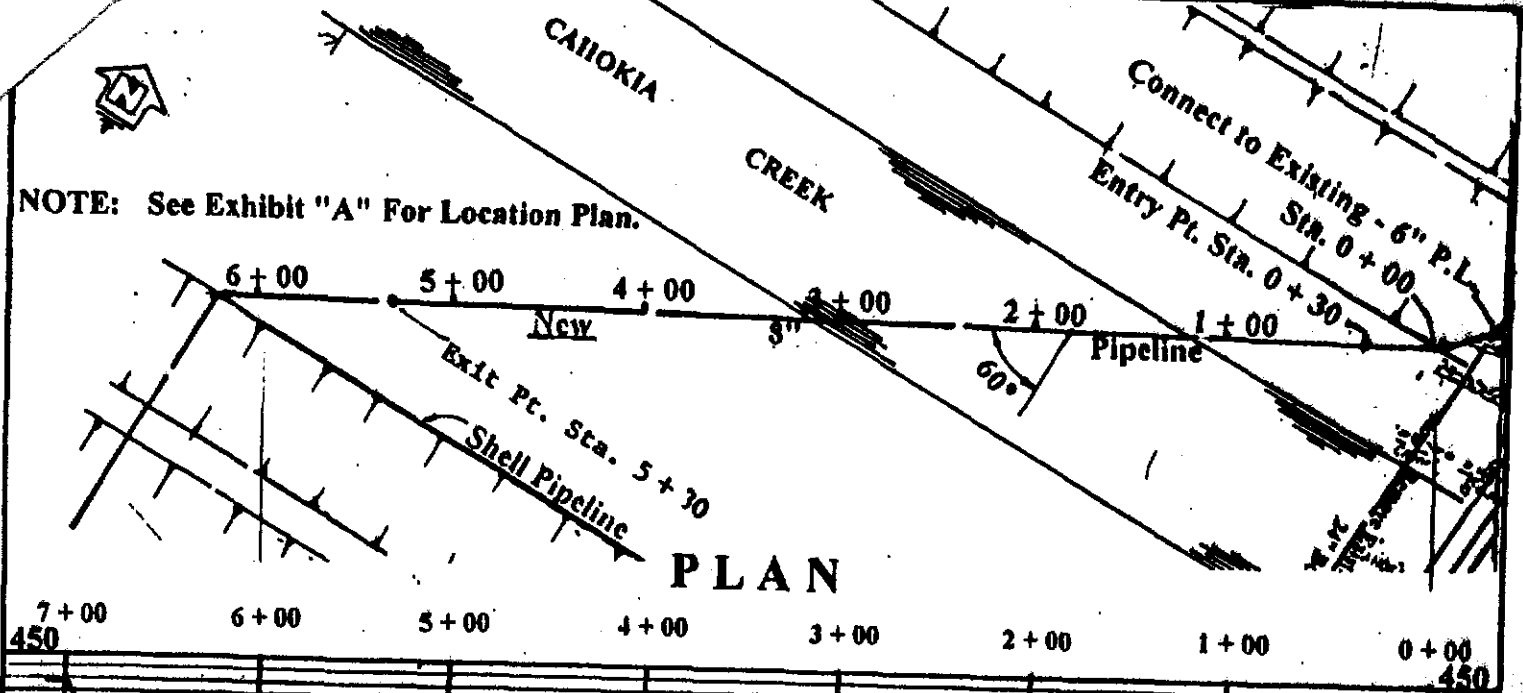 CAHOKIA
CREEK
N
Connect to Existing - 6" P.L.
Sta. 0 + 00
Entry Pt. Sta. 0 + 30
NOTE: See Exhibit "A" For Location Plan.
6 + 00
5 + 00
4 + 00
3 + 00
2 + 00
1 + 00
New
8"
Pipeline
60°
Exit Pt. Sta. 5 + 30
Shell Pipeline
24"
PLAN
7 + 00
6 + 00
5 + 00
4 + 00
3 + 00
2 + 00
1 + 00
0 + 00
450
450